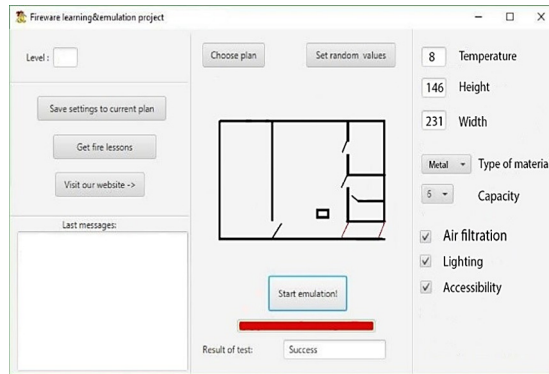 Fireware learning&emulation project
Level :
Save settings to current plan
Get fire lessons
Visit our website ->
Last messages:
Choose plan
Set random values
Start emulation!
Result of test:
Success
8 Temperature
146 Height
231 Width
Metal Type of materia
5 Capacity
Air filtration
Lighting
Accessibility